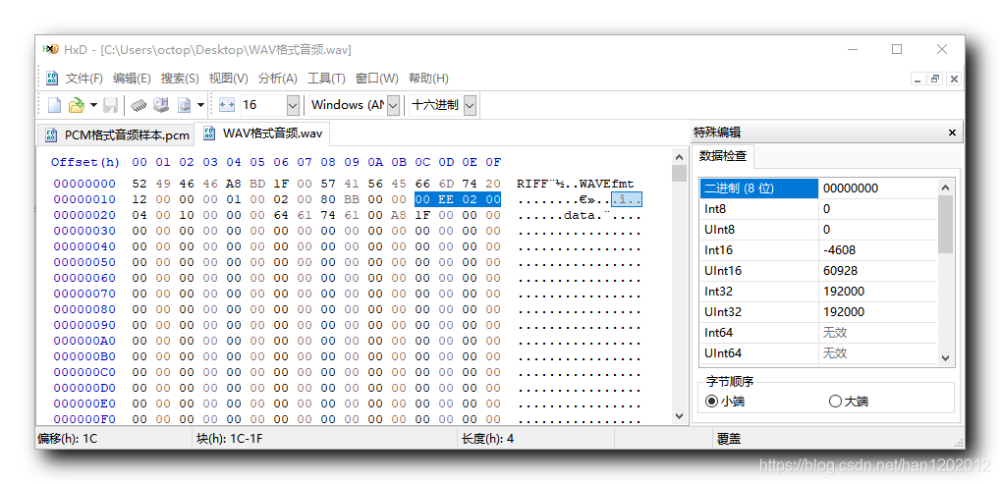 HxD - [C:\Users\octop\Desktop\WAV格式音频.wav]
文件(F) 编辑(E) 搜索(S) 视图(V) 分析(A) 工具(T) 窗口(W) 帮助(H)
16 Windows (AN 十六进制
PCM格式音频样本.pcm WAV格式音频.wav
Offset(h) 00 01 02 03 04 05 06 07 08 09 0A 0B 0C 0D 0E 0F
00000000 52 49 46 46 A8 BD 1F 00 57 41 56 45 66 6D 74 20 RIFF¨½..WAVEfmt
00000010 12 00 00 00 01 00 02 00 80 BB 00 00 00 EE 02 00 ........€»...î..
00000020 04 00 10 00 00 00 64 61 74 61 00 A8 1F 00 00 00 ......data.¨....
00000030 00 00 00 00 00 00 00 00 00 00 00 00 00 00 00 00 ................
00000040 00 00 00 00 00 00 00 00 00 00 00 00 00 00 00 00 ................
00000050 00 00 00 00 00 00 00 00 00 00 00 00 00 00 00 00 ................
00000060 00 00 00 00 00 00 00 00 00 00 00 00 00 00 00 00 ................
00000070 00 00 00 00 00 00 00 00 00 00 00 00 00 00 00 00 ................
00000080 00 00 00 00 00 00 00 00 00 00 00 00 00 00 00 00 ................
00000090 00 00 00 00 00 00 00 00 00 00 00 00 00 00 00 00 ................
000000A0 00 00 00 00 00 00 00 00 00 00 00 00 00 00 00 00 ................
000000B0 00 00 00 00 00 00 00 00 00 00 00 00 00 00 00 00 ................
000000C0 00 00 00 00 00 00 00 00 00 00 00 00 00 00 00 00 ................
000000D0 00 00 00 00 00 00 00 00 00 00 00 00 00 00 00 00 ................
000000E0 00 00 00 00 00 00 00 00 00 00 00 00 00 00 00 00 ................
000000F0 00 00 00 00 00 00 00 00 00 00 00 00 00 00 00 00 ................
特殊编辑
数据检查
二进制 (8 位) 00000000
Int8 0
UInt8 0
Int16 -4608
UInt16 60928
Int32 192000
UInt32 192000
Int64 无效
UInt64 无效
字节顺序
小端 大端
偏移(h): 1C 块(h): 1C-1F 长度(h): 4 覆盖
https://blog.csdn.net/han1202012